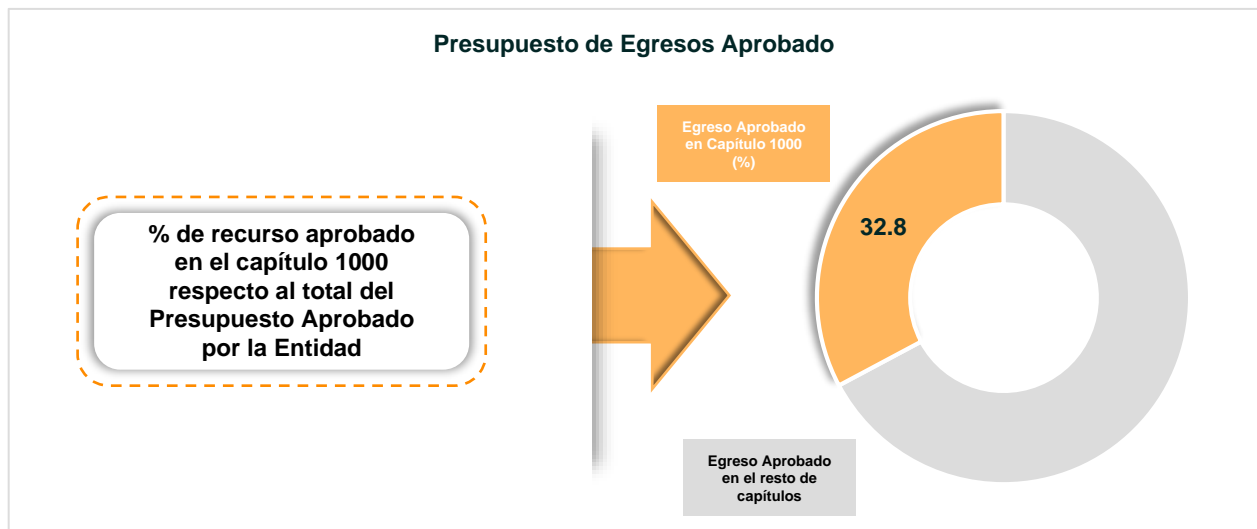 Presupuesto de Egresos Aprobado
% de recurso aprobado
en el capítulo 1000
respecto al total del
Presupuesto Aprobado
por la Entidad
Egreso Aprobado
en Capítulo 1000
(%)
32.8
Egreso Aprobado
en el resto de
capítulos